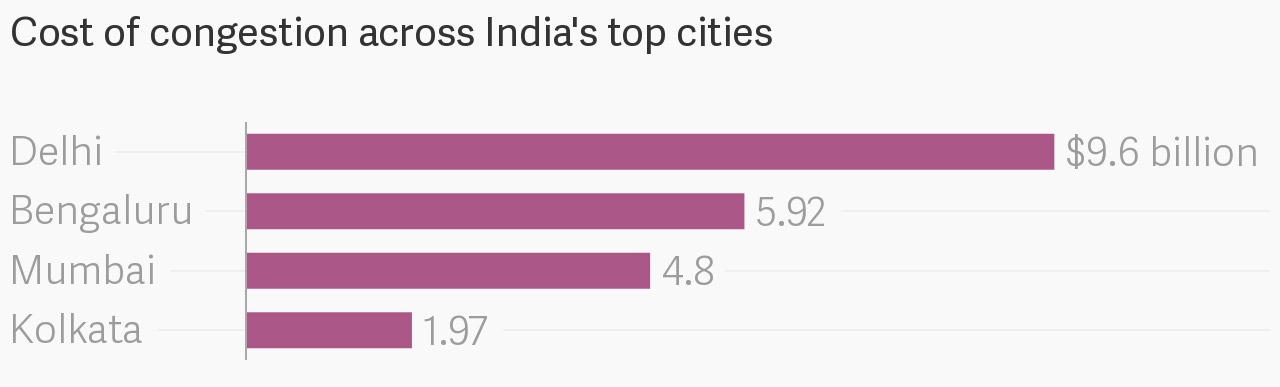 Cost of congestion across India's top cities
Delhi $9.6 billion
Bengaluru 5.92
Mumbai 4.8
Kolkata 1.97